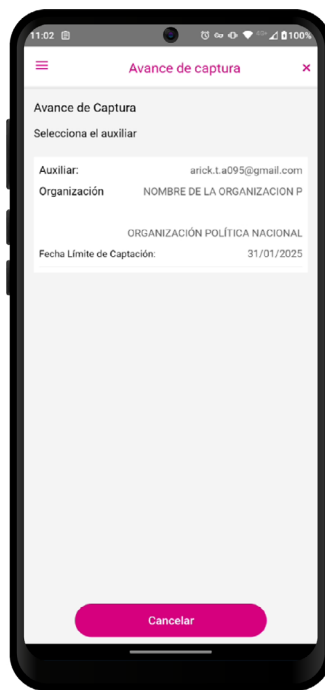 11:02 100%
Avance de captura ×
Avance de Captura
Selecciona el auxiliar
Auxiliar: arick.t.a095@gmail.com
Organización NOMBRE DE LA ORGANIZACION P
ORGANIZACIÓN POLÍTICA NACIONAL
Fecha Límite de Captación: 31/01/2025
Cancelar